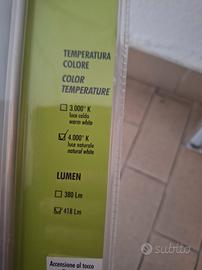 TEMPERATURA
COLORE
COLOR
TEMPERATURE
3.000° K
luce calda
warm white
4.000° K
luce naturale
natural white
LUMEN
380 Lm
418 Lm
Accensione al tocco
subito